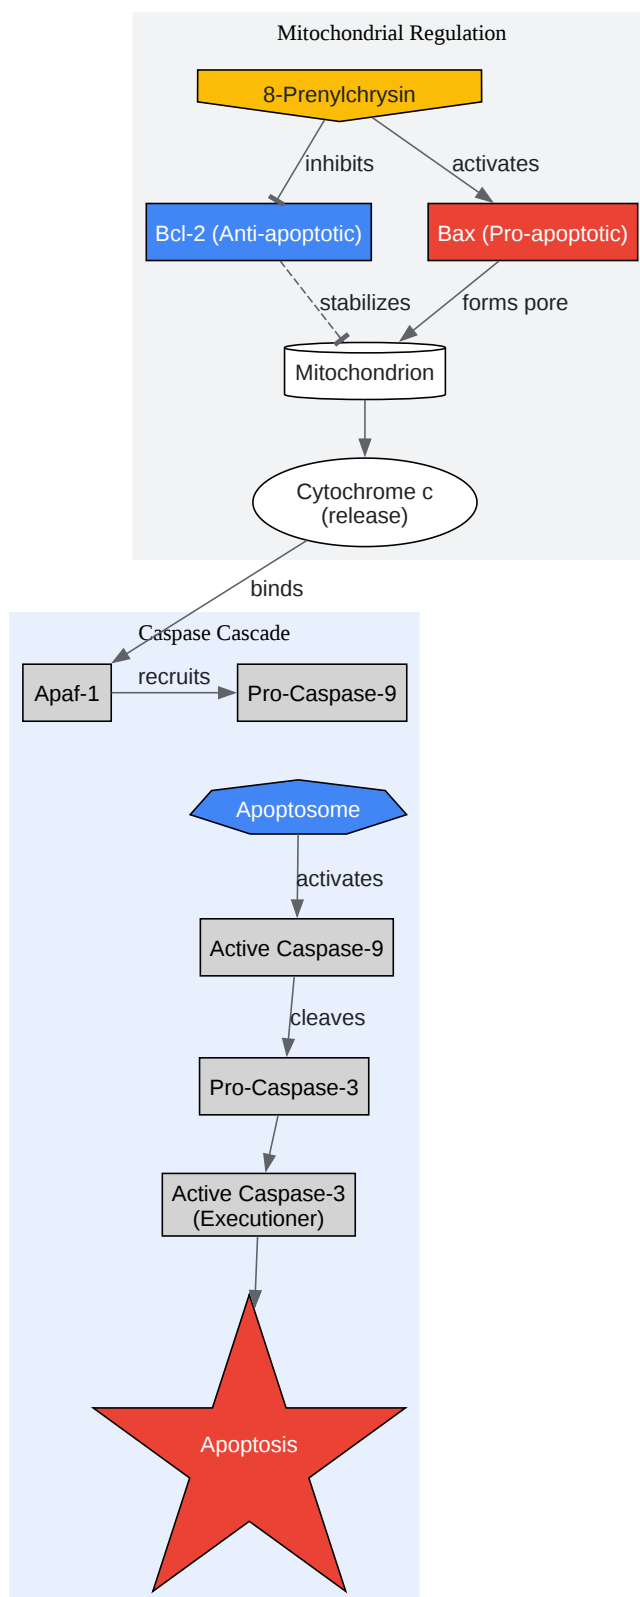 Mitochondrial Regulation
8-Prenylchrysin
inhibits
activates
Bcl-2 (Anti-apoptotic)
Bax (Pro-apoptotic)
stabilizes
forms pore
Mitochondrion
Cytochrome c
(release)
binds
Caspase Cascade
Apaf-1
recruits
Pro-Caspase-9
Apoptosome
activates
Active Caspase-9
cleaves
Pro-Caspase-3
Active Caspase-3
(Executioner)
Apoptosis